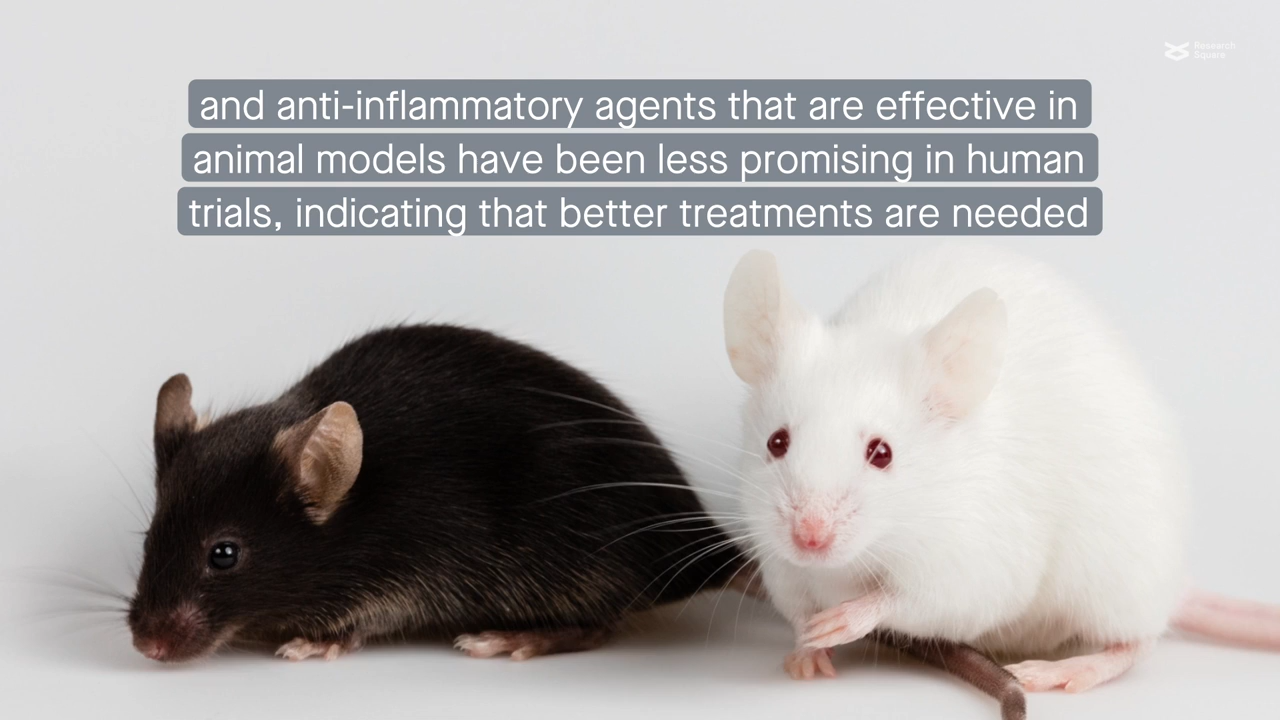 Research
Square
and anti-inflammatory agents that are effective in
animal models have been less promising in human
trials, indicating that better treatments are needed